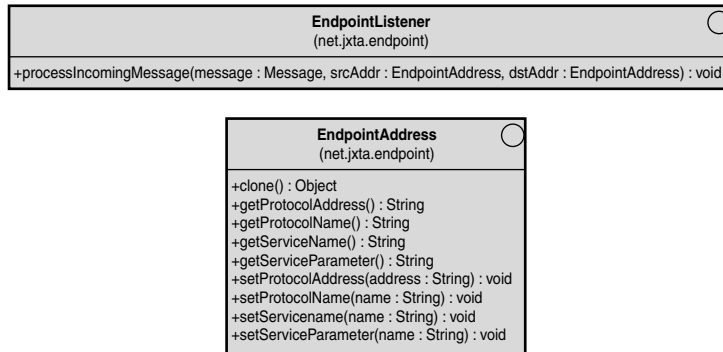 EndpointListener
(net.jxta.endpoint)
+processIncomingMessage(message : Message, srcAddr : EndpointAddress, dstAddr : EndpointAddress) : void
EndpointAddress
(net.jxta.endpoint)
+clone() : Object
+getProtocolAddress() : String
+getProtocolName() : String
+getServiceName() : String
+getServiceParameter() : String
+setProtocolAddress(address : String) : void
+setProtocolName(name : String) : void
+setServicename(name : String) : void
+setServiceParameter(name : String) : void